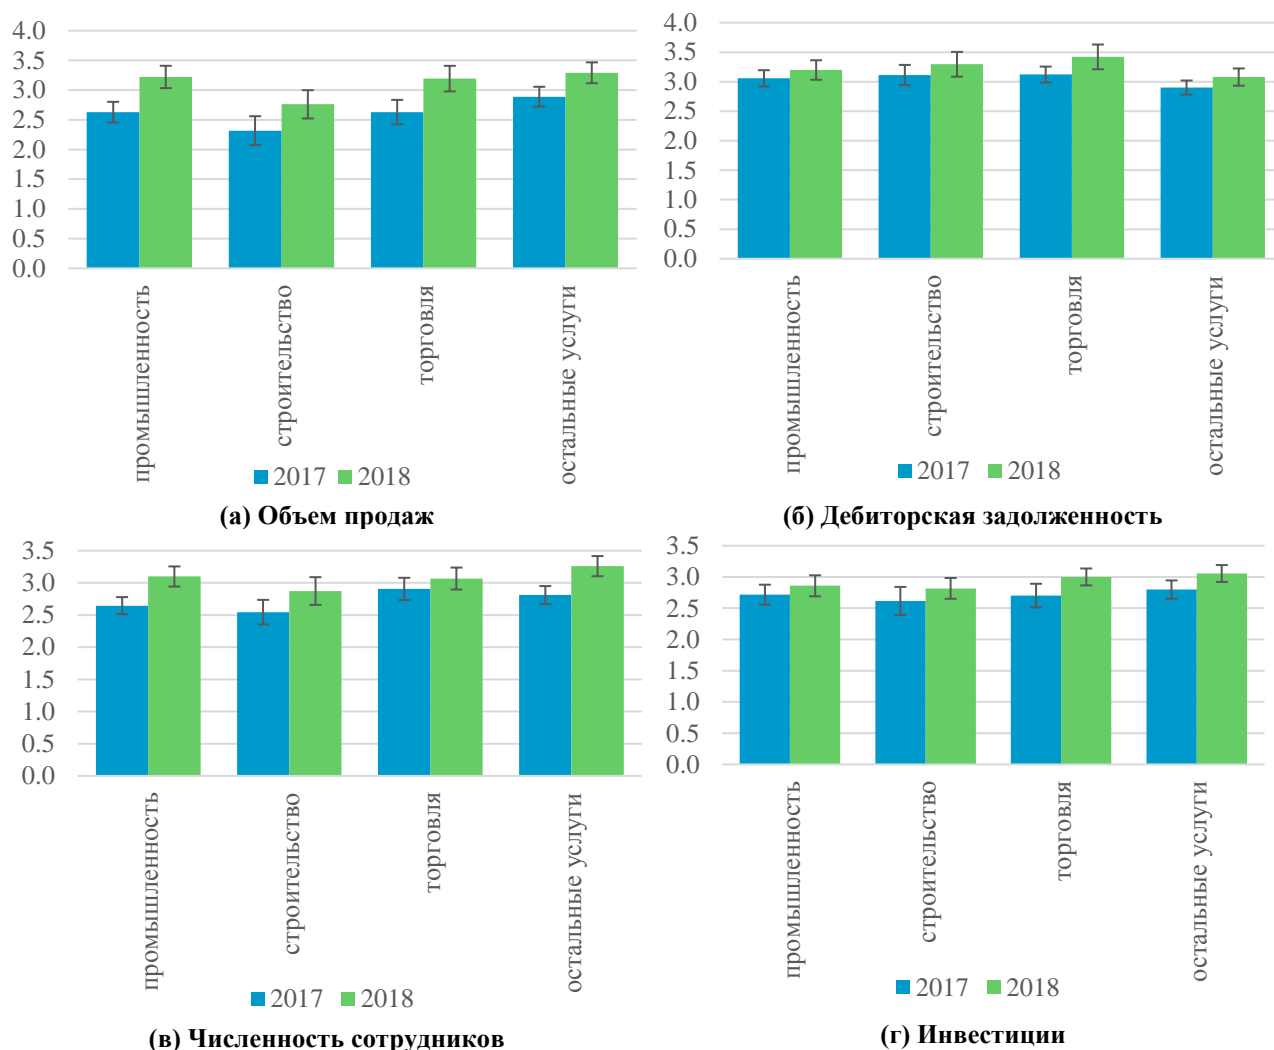 4.0
3.5
3.0
2.5
2.0
1.5
1.0
0.5
0.0
промышленность
строительство
торговля
остальные услуги
2017 2018
(а) Объем продаж
4.0
3.5
3.0
2.5
2.0
1.5
1.0
0.5
0.0
промышленность
строительство
торговля
остальные услуги
2017 2018
(б) Дебиторская задолженность
3.5
3.0
2.5
2.0
1.5
1.0
0.5
0.0
промышленность
строительство
торговля
остальные услуги
2017 2018
(в) Численность сотрудников
3.5
3.0
2.5
2.0
1.5
1.0
0.5
0.0
промышленность
строительство
торговля
остальные услуги
2017 2018
(г) Инвестиции